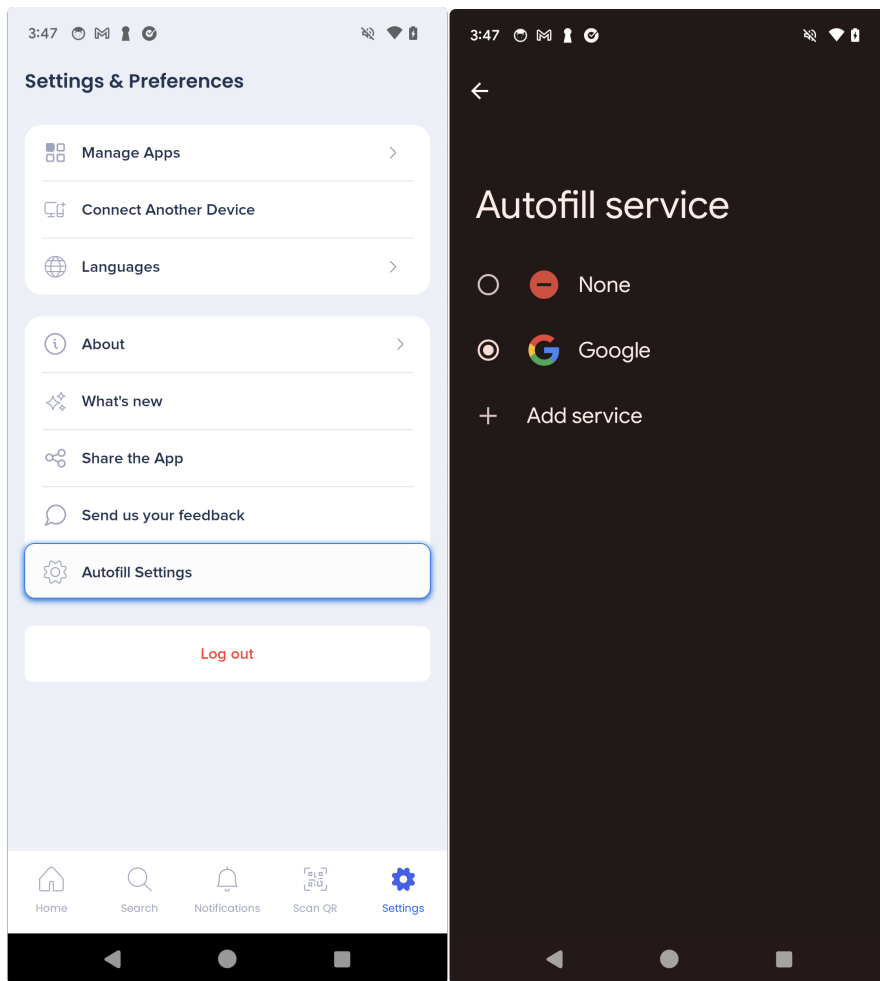 3:47
Settings & Preferences
Manage Apps
Connect Another Device
Languages
About
What's new
Share the App
Send us your feedback
Autofill Settings
Log out
Home
Search
Notifications
Scan QR
Settings
3:47
Autofill service
None
Google
Add service